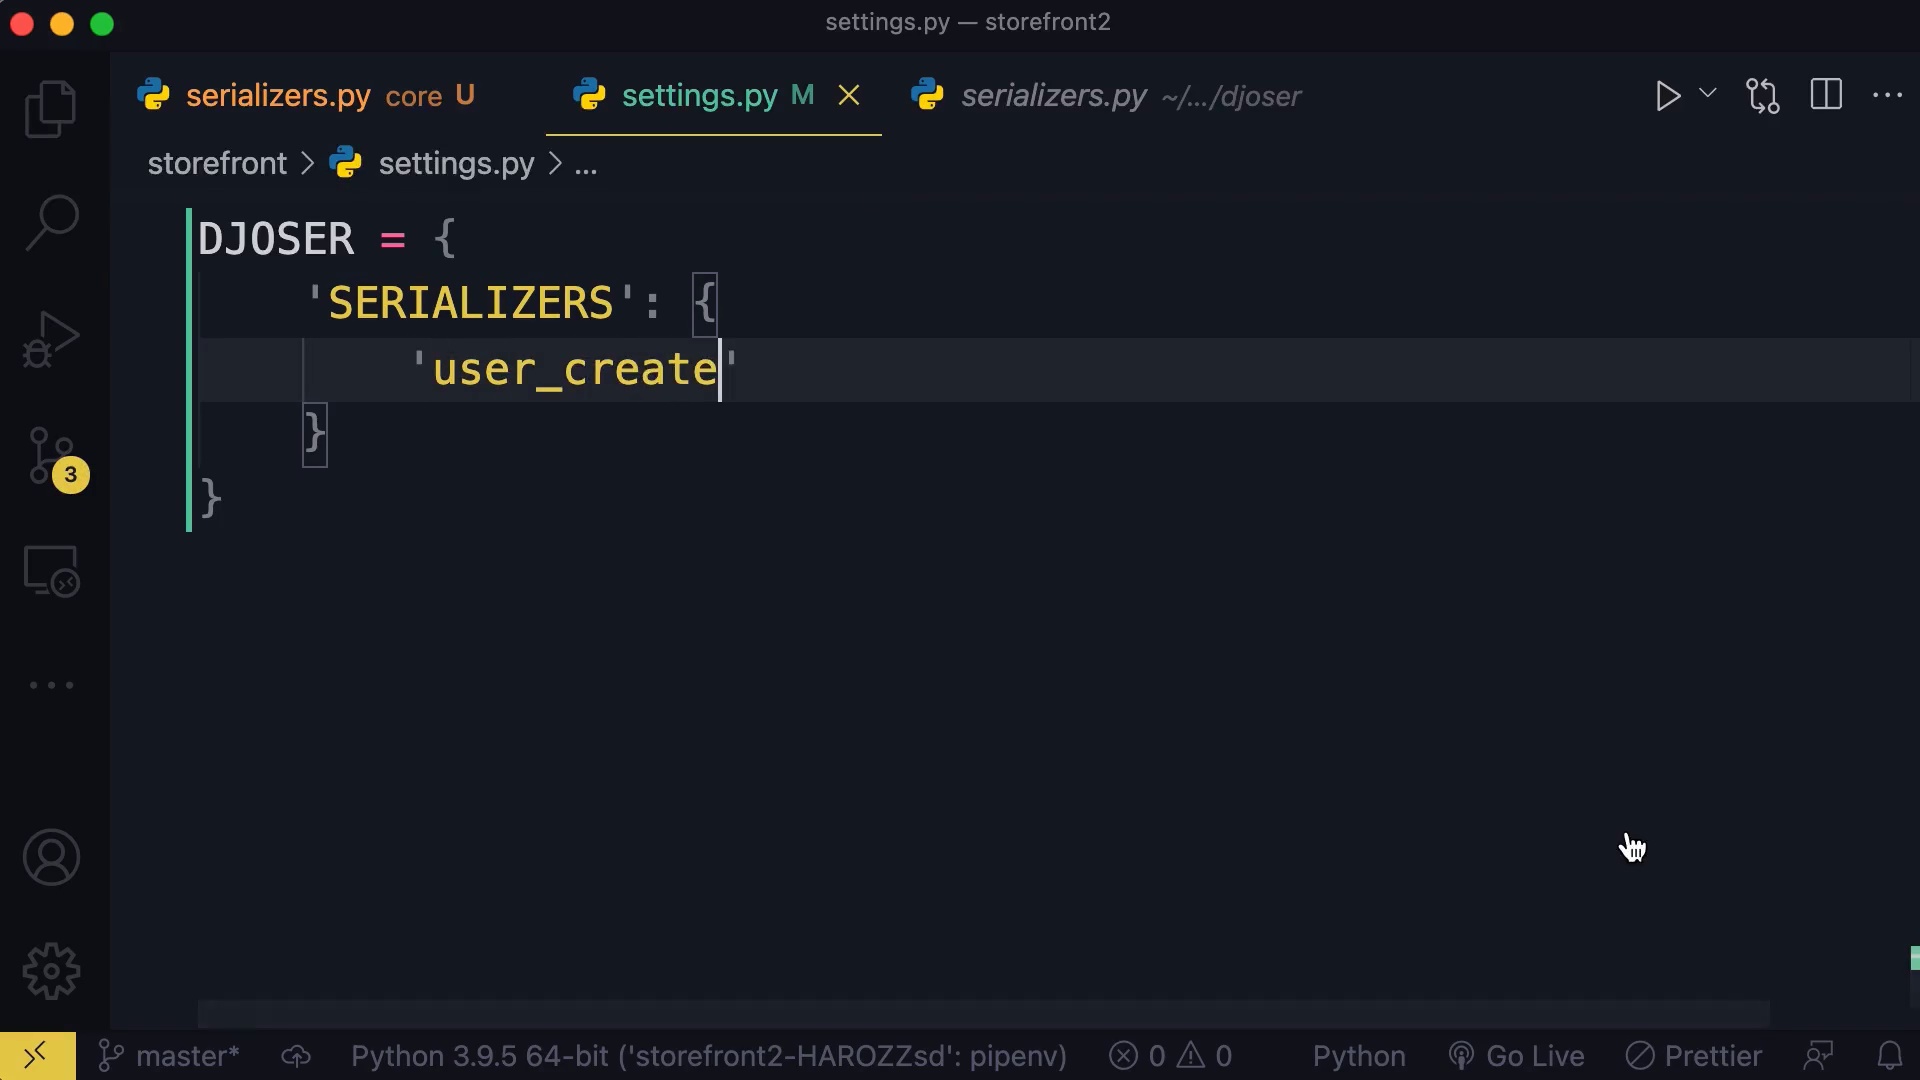 settings.py — storefront2
serializers.py core U
settings.py M
serializers.py ~/.../djoser
storefront > settings.py > ...
DJOSER = {
    'SERIALIZERS': {
        'user_create'
    }
}
3
master*
Python 3.9.5 64-bit ('storefront2-HAROZZsd': pipenv)
0
0
Python
Go Live
Prettier